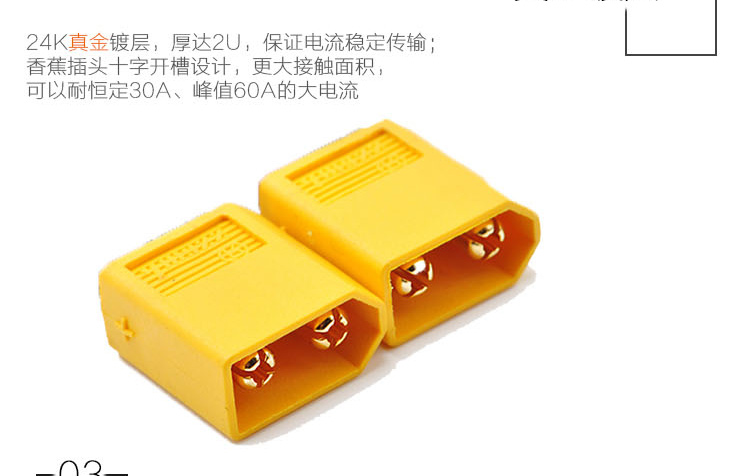 24K真金镀层，厚达2U，保证电流稳定传输；
香蕉插头十字开槽设计，更大接触面积，
可以耐恒定30A、峰值60A的大电流
03